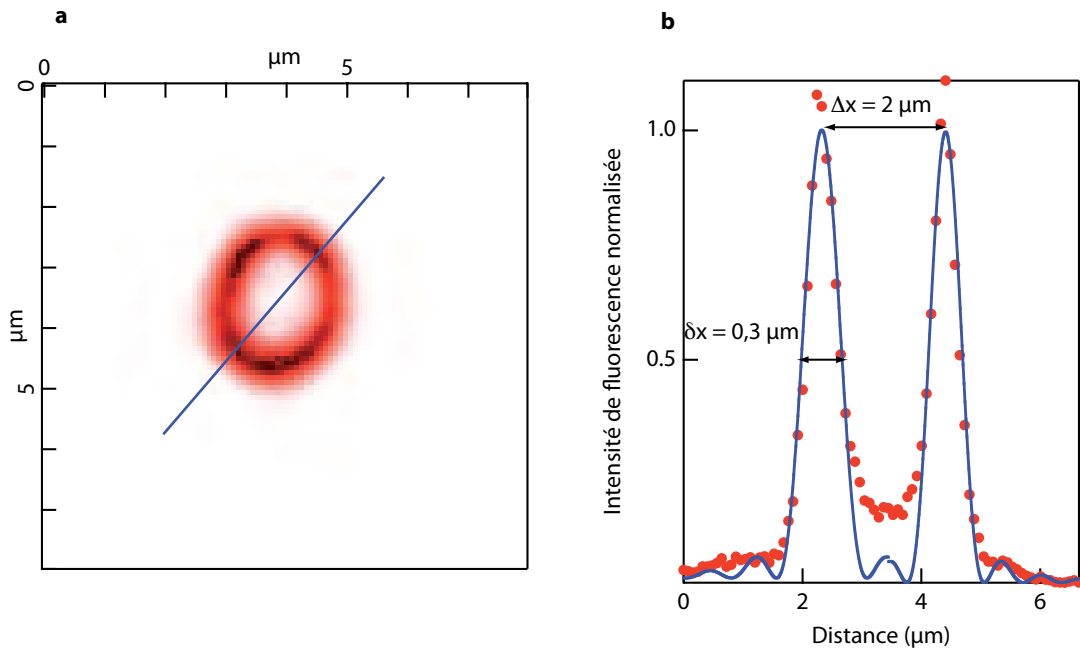 a
µm
0
5
0
µm
5
b
Intensité de fluorescence normalisée
1.0
0.5
Δx = 2 µm
δx = 0,3 µm
0
2
4
6
Distance (µm)